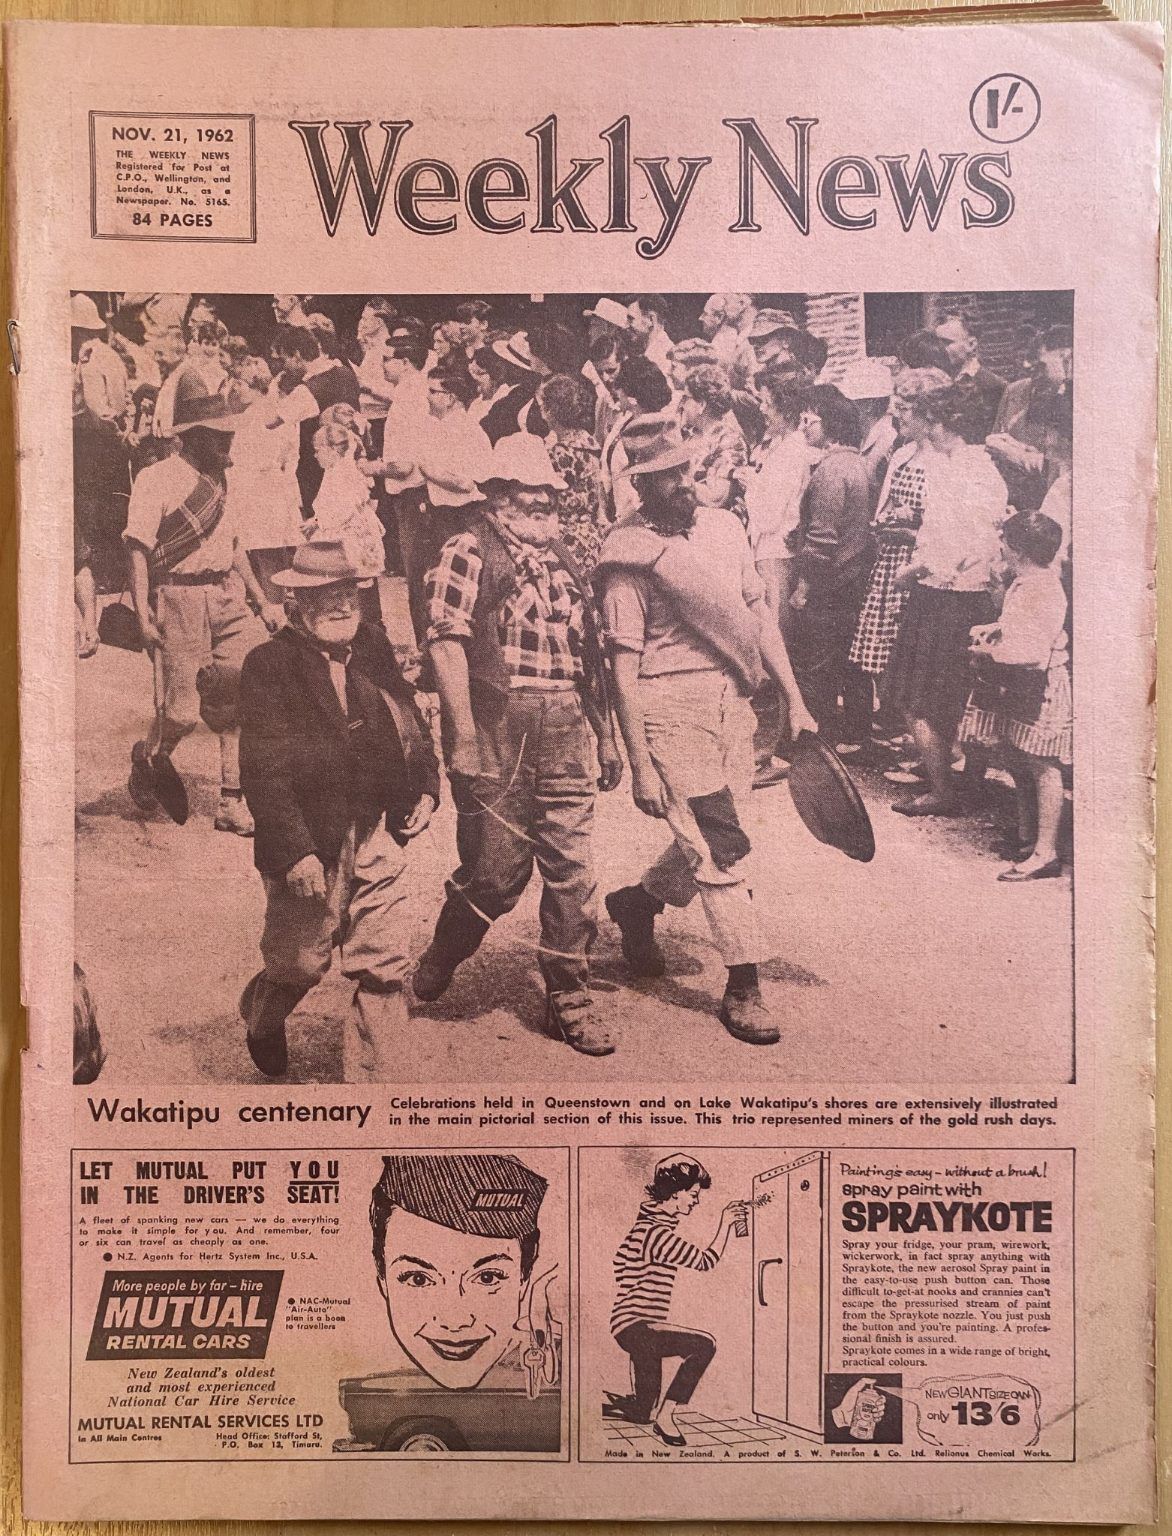 NOV. 21, 1962
THE WEEKLY NEWS
Registered for Post at
C.P.O., Wellington, and
London, U.K., as a
Newspaper. No. 5165.
84 PAGES
Weekly News
1/-
Wakatipu centenary
Celebrations held in Queenstown and on Lake Wakatipu's shores are extensively illustrated
in the main pictorial section of this issue. This trio represented miners of the gold rush days.
LET MUTUAL PUT YOU
IN THE DRIVER'S SEAT!
A fleet of spanking new cars — we do everything
to make it simple for you. And remember, four
or six can travel as cheaply as one.
● N.Z. Agents for Hertz System Inc., U.S.A.
More people by far - hire
MUTUAL
RENTAL CARS
● NAC-Mutual
"Air-Auto"
plan is a boon
to travellers
New Zealand's oldest
and most experienced
National Car Hire Service
MUTUAL RENTAL SERVICES LTD
In All Main Centres
Head Office: Stafford St,
P.O. Box 13, Timaru.
MUTUAL
Painting's easy - without a brush!
spray paint with
SPRAYKOTE
Spray your fridge, your pram, wirework,
wickerwork, in fact spray anything with
Spraykote, the new aerosol Spray paint in
the easy-to-use push button can. Those
difficult to-get-at nooks and crannies can't
escape the pressurised stream of paint
from the Spraykote nozzle. You just push
the button and you're painting. A profes-
sional finish is assured.
Spraykote comes in a wide range of bright,
practical colours.
NEW GIANT SIZE CAN
only 13'6
Made in New Zealand. A product of S. W. Peterson & Co. Ltd. Relionus Chemical Works.